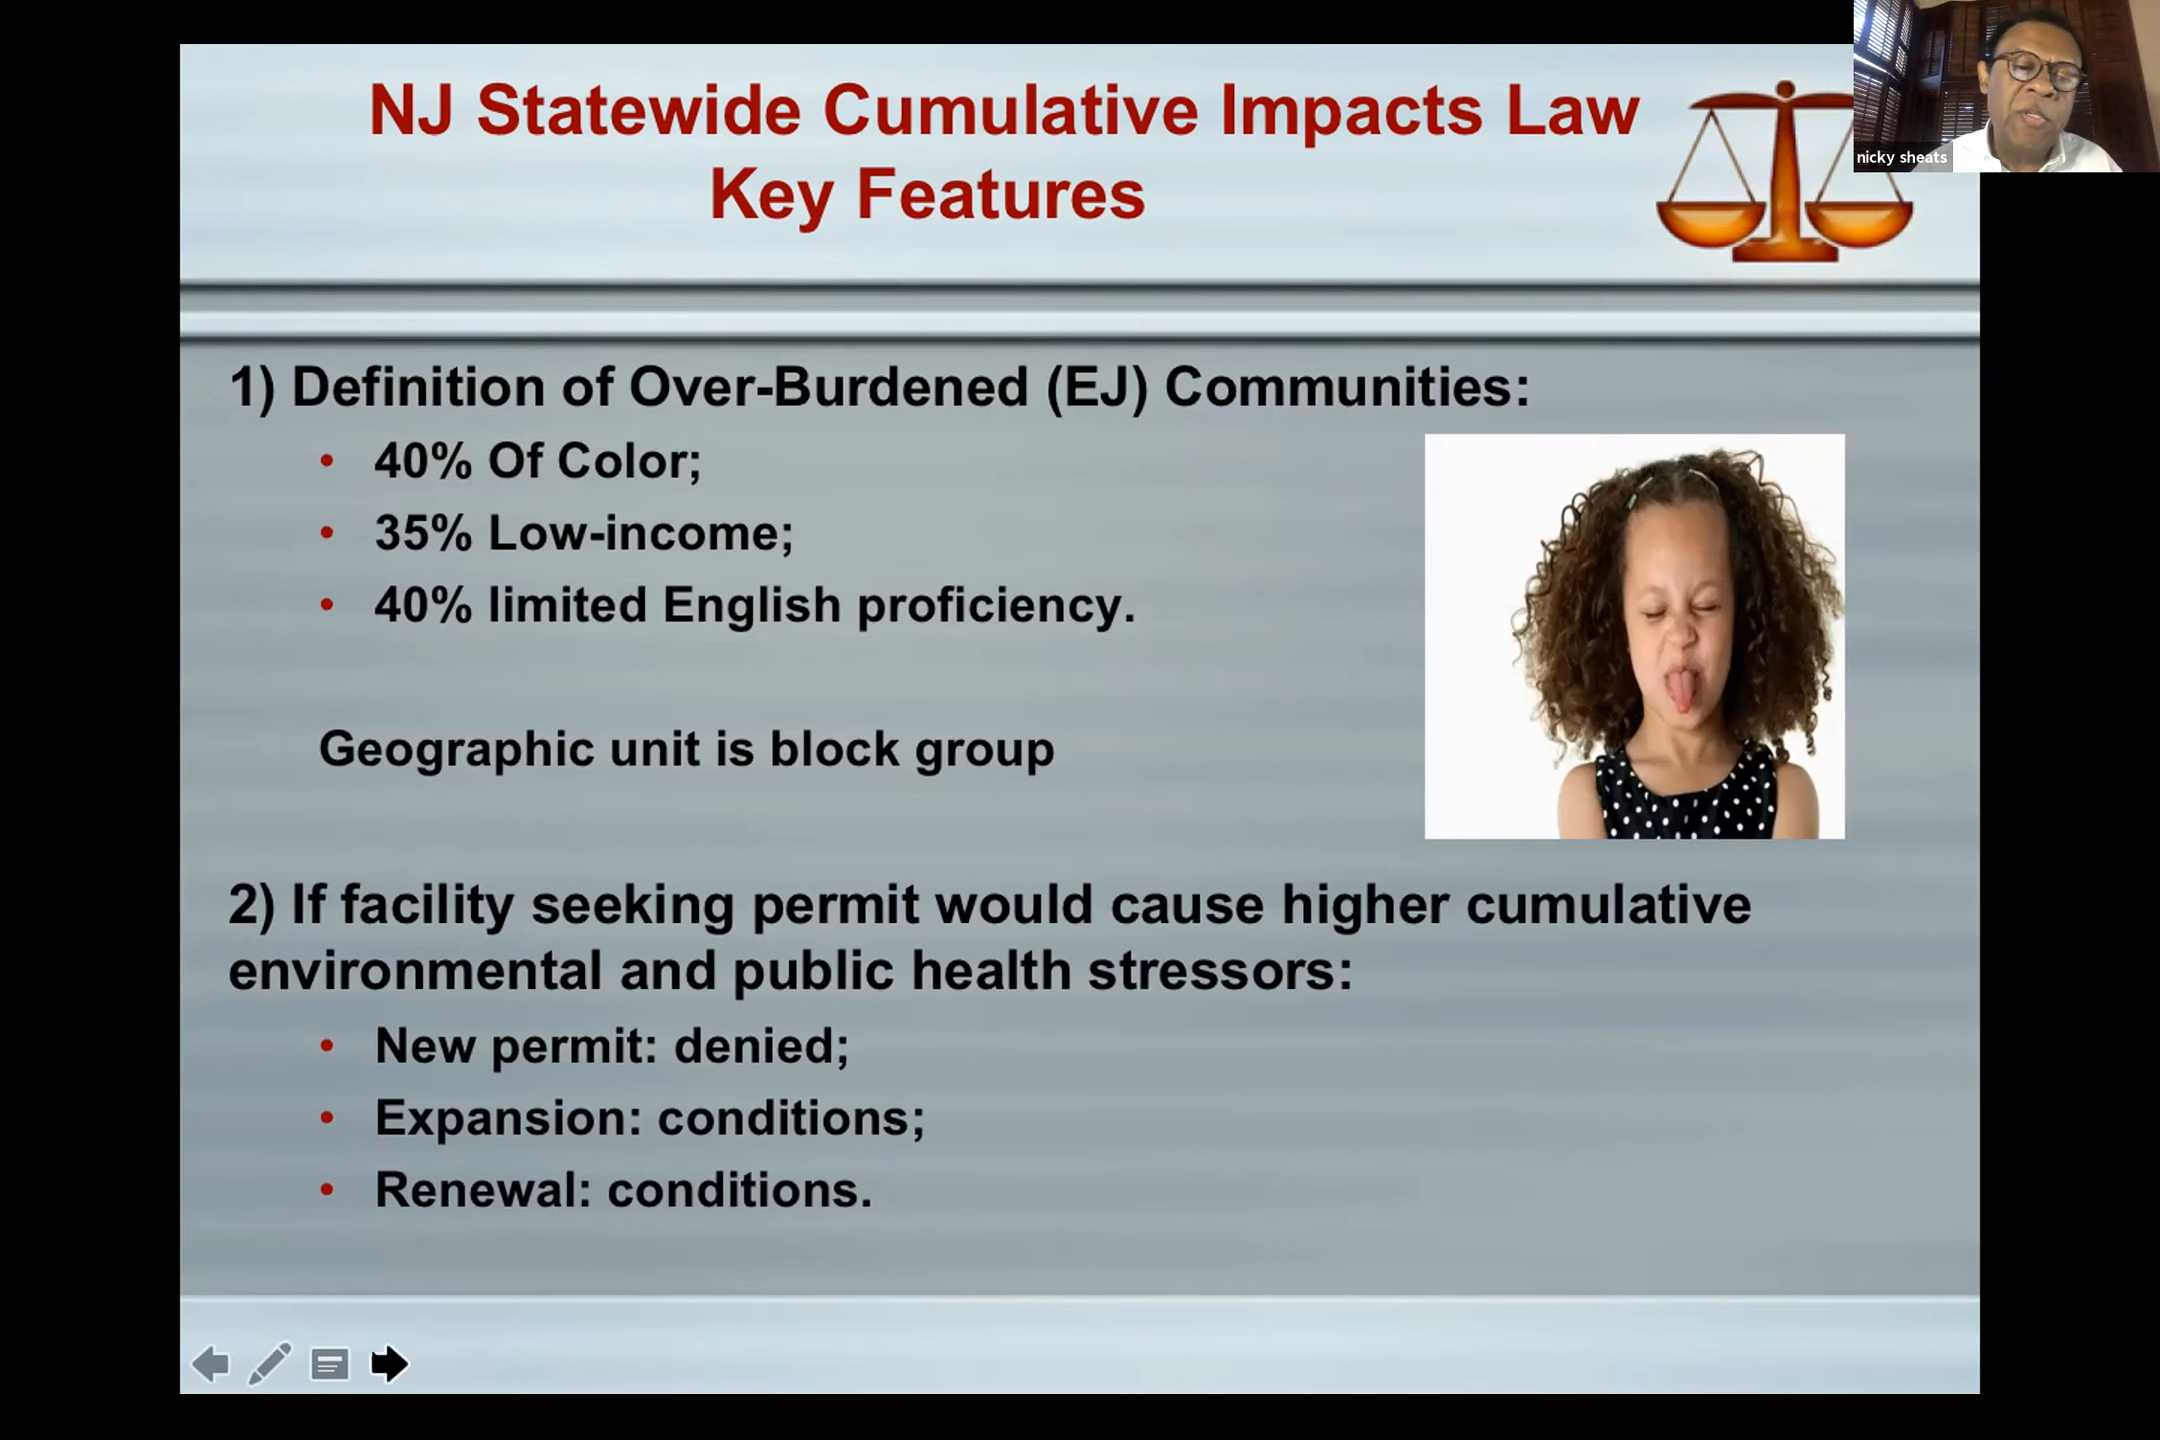 NJ Statewide Cumulative Impacts Law
Key Features
nicky sheats
1) Definition of Over-Burdened (EJ) Communities:
• 40% Of Color;
• 35% Low-income;
• 40% limited English proficiency.
Geographic unit is block group
2) If facility seeking permit would cause higher cumulative
environmental and public health stressors:
• New permit: denied;
• Expansion: conditions;
• Renewal: conditions.